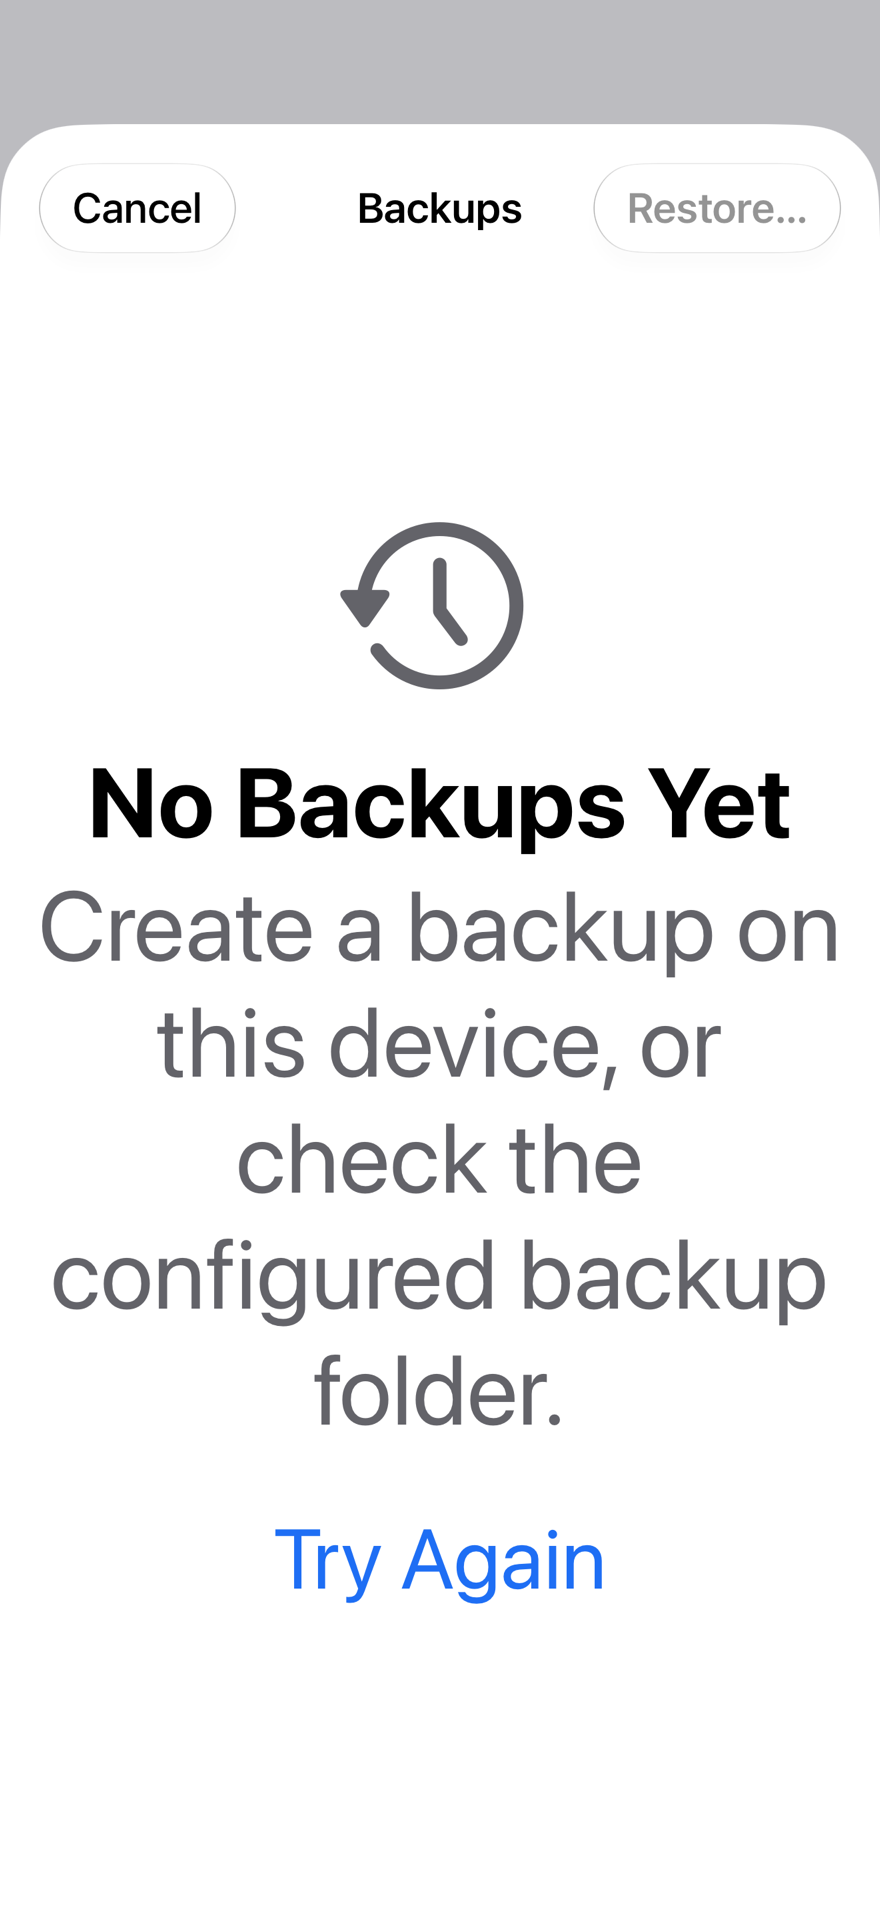 Cancel
Backups
Restore...
No Backups Yet
Create a backup on
this device, or
check the
configured backup
folder.
Try Again